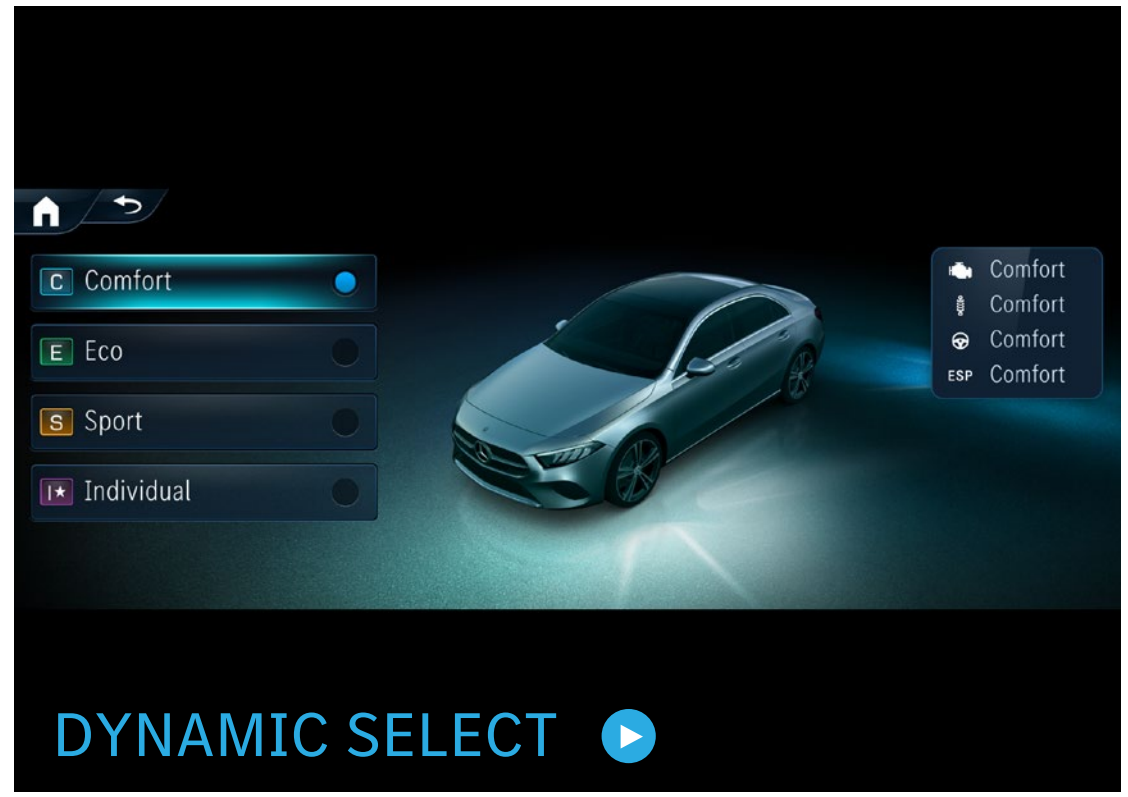 C Comfort
E Eco
S Sport
I★ Individual
Comfort
Comfort
Comfort
ESP Comfort
DYNAMIC SELECT